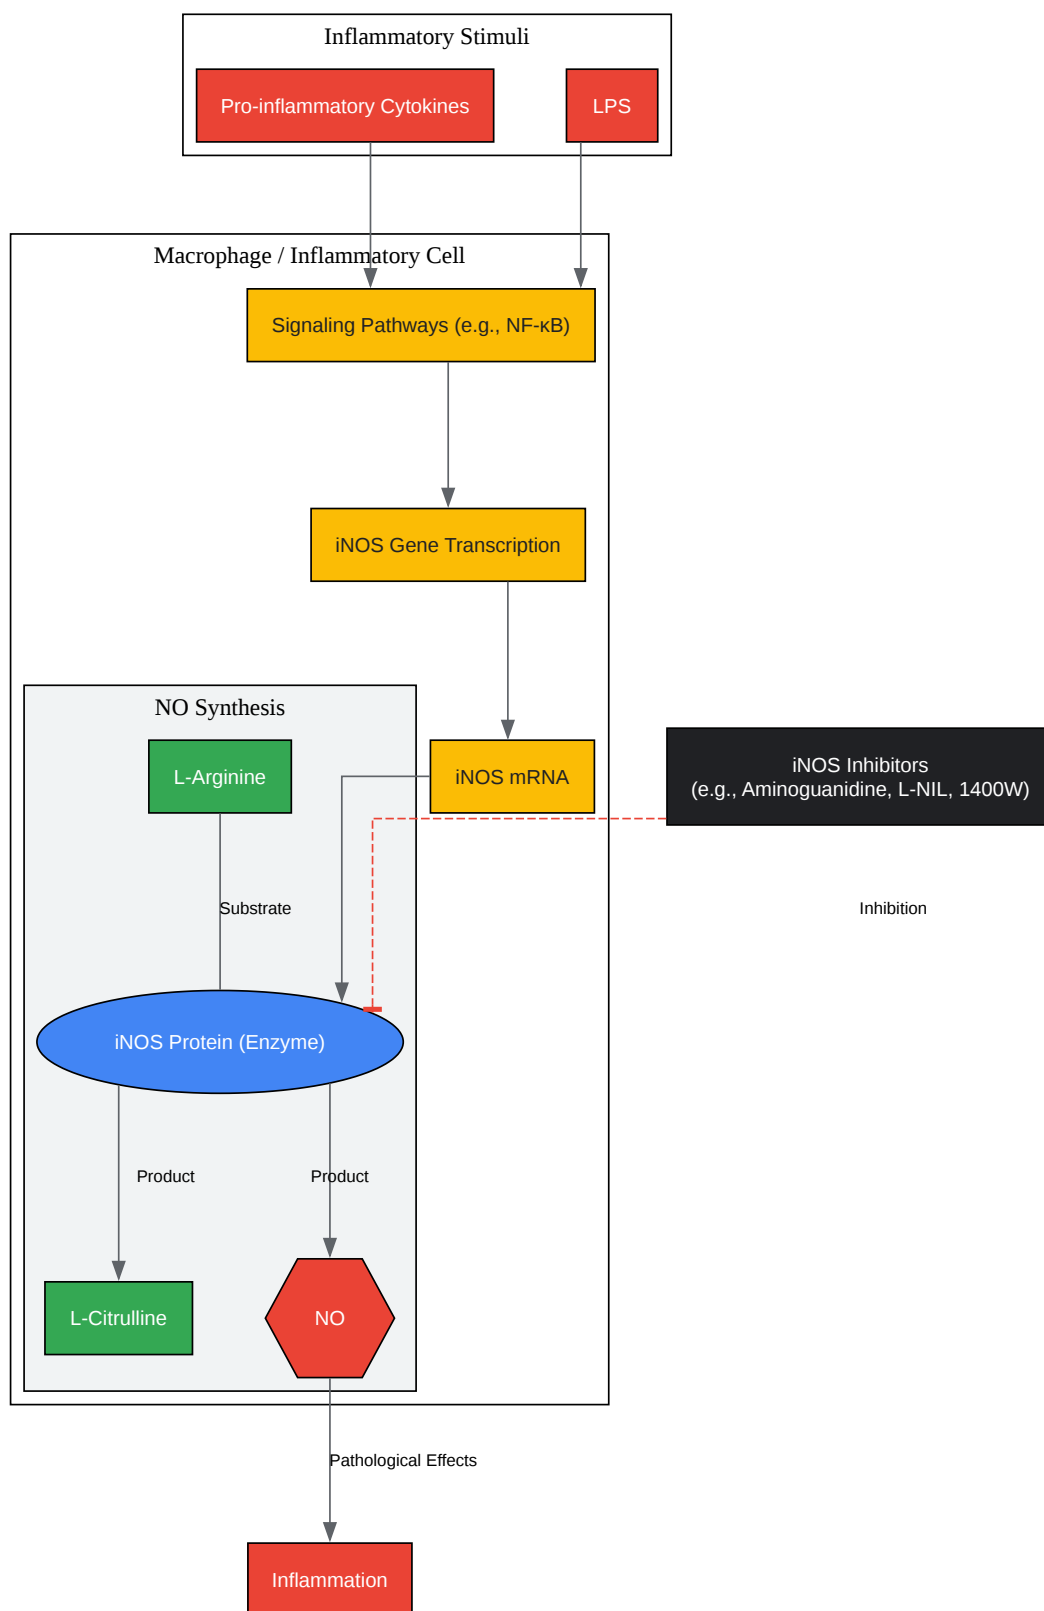 Inflammatory Stimuli
Pro-inflammatory Cytokines
LPS
Macrophage / Inflammatory Cell
Signaling Pathways (e.g., NF-κB)
iNOS Gene Transcription
NO Synthesis
L-Arginine
iNOS mRNA
iNOS Inhibitors
(e.g., Aminoguanidine, L-NIL, 1400W)
Substrate
Inhibition
iNOS Protein (Enzyme)
Product
Product
L-Citrulline
NO
Pathological Effects
Inflammation